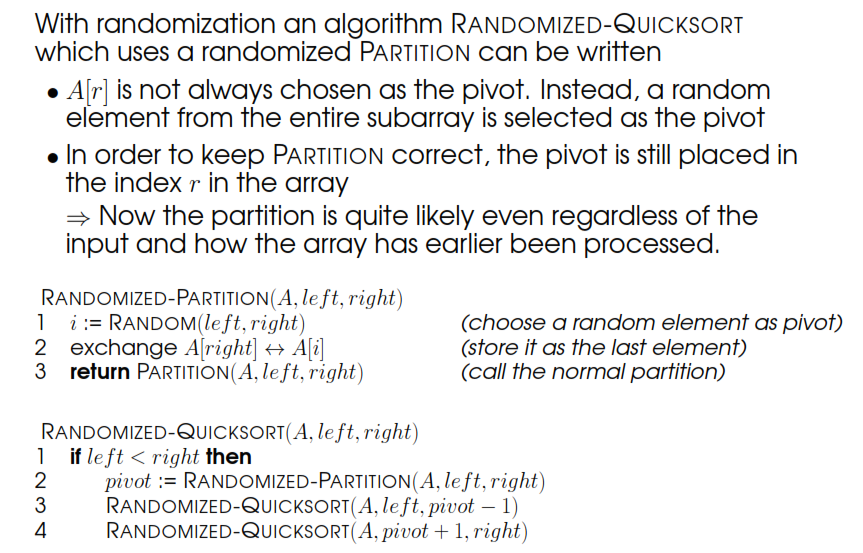 With randomization an algorithm RANDOMIZED-QUICKSORT
which uses a randomized PARTITION can be written
• A[r] is not always chosen as the pivot. Instead, a random
element from the entire subarray is selected as the pivot
• In order to keep PARTITION correct, the pivot is still placed in
the index r in the array
⇒ Now the partition is quite likely even regardless of the
input and how the array has earlier been processed.
RANDOMIZED-PARTITION(A, left, right)
1 i := RANDOM(left, right) (choose a random element as pivot)
2 exchange A[right] ↔ A[i] (store it as the last element)
3 return PARTITION(A, left, right) (call the normal partition)
RANDOMIZED-QUICKSORT(A, left, right)
1 if left < right then
2 pivot := RANDOMIZED-PARTITION(A, left, right)
3 RANDOMIZED-QUICKSORT(A, left, pivot − 1)
4 RANDOMIZED-QUICKSORT(A, pivot + 1, right)